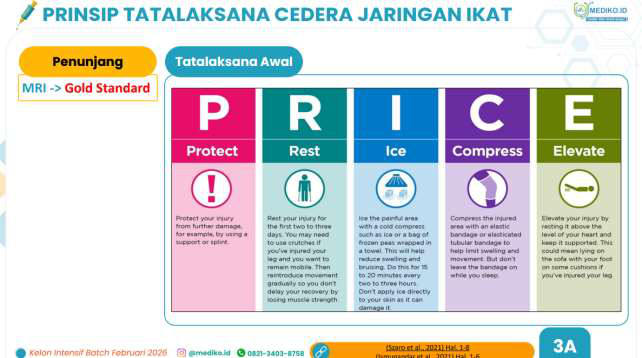 PRINSIP TATALAKSANA CEDERA JARINGAN IKAT
MEDIKO.ID
Penunjang
Tatalaksana Awal
MRI -> Gold Standard
P
Protect
Protect your injury
from further damage,
for example, by using a
support or splint.
R
Rest
Rest your injury for
the first two to three
days. You may need
to use crutches if
you've injured your
leg and you want to
remain mobile. Then
reintroduce movement
gradually so you don't
delay your recovery by
losing muscle strength.
I
Ice
Ice the painful area
with a cold compress
such as ice or a bag of
frozen peas wrapped in
a towel. This will help
reduce swelling and
bruising. Do this for 15
to 20 minutes every
two to three hours.
Don't apply ice directly
to your skin as it can
damage it.
C
Compress
Compress the injured
area with an elastic
bandage or elasticated
tubular bandage to
help limit swelling and
movement. But don't
leave the bandage on
while you sleep.
E
Elevate
Elevate your injury by
resting it above the
level of your heart and
keep it supported. This
could mean lying on
the sofa with your foot
on some cushions if
you've injured your leg.
Kelon Intensif Batch Februari 2026
@mediko.id
0821-3403-8758
(Szaro et al., 2021) Hal. 1-8
(Ismunandar et al., 2021) Hal. 1-6
3A